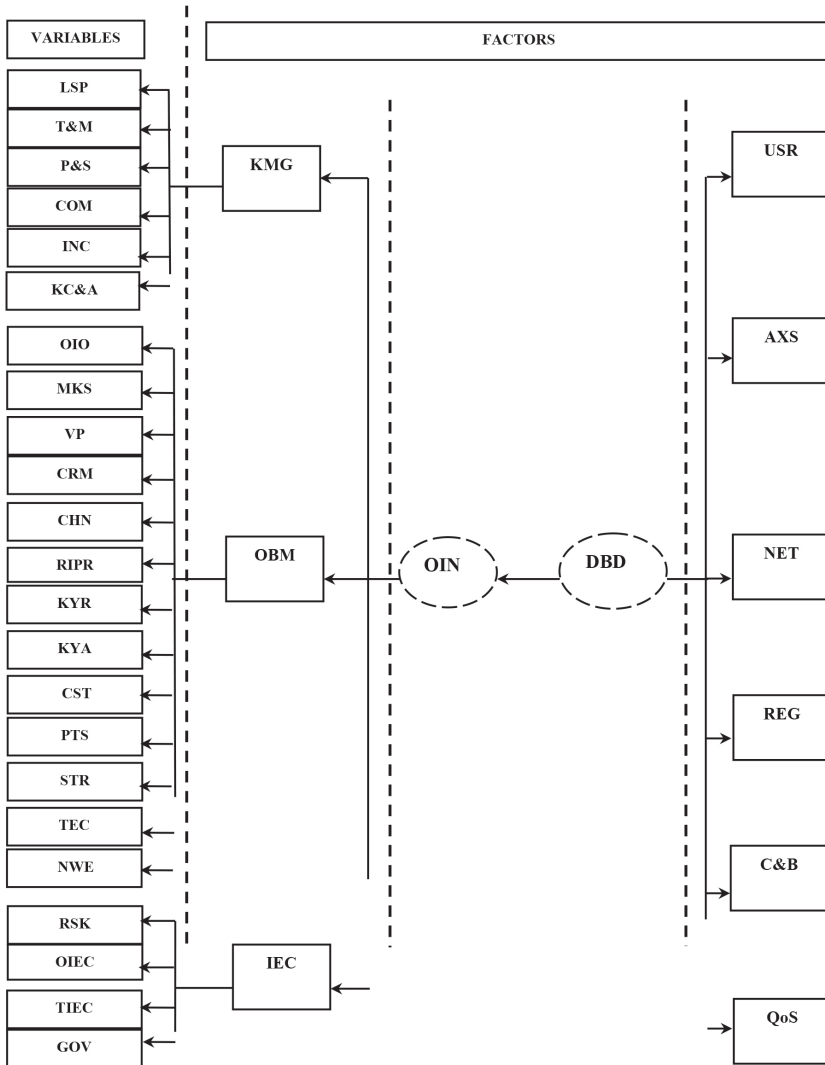 VARIABLES
FACTORS
LSP
T&M
P&S
COM
INC
KC&A
OIO
MKS
VP
CRM
CHN
RIPR
KYR
KYA
CST
PTS
STR
TEC
NWE
RSK
OIEC
TIEC
GOV
KMG
OBM
IEC
OIN
DBD
USR
AXS
NET
REG
C&B
QoS